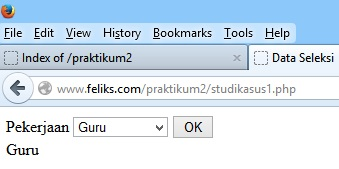 File Edit View History Bookmarks Tools Help
Index of /praktikum2 × Data Seleksi
www.feliks.com/praktikum2/studikasus1.php
Pekerjaan Guru OK
Guru